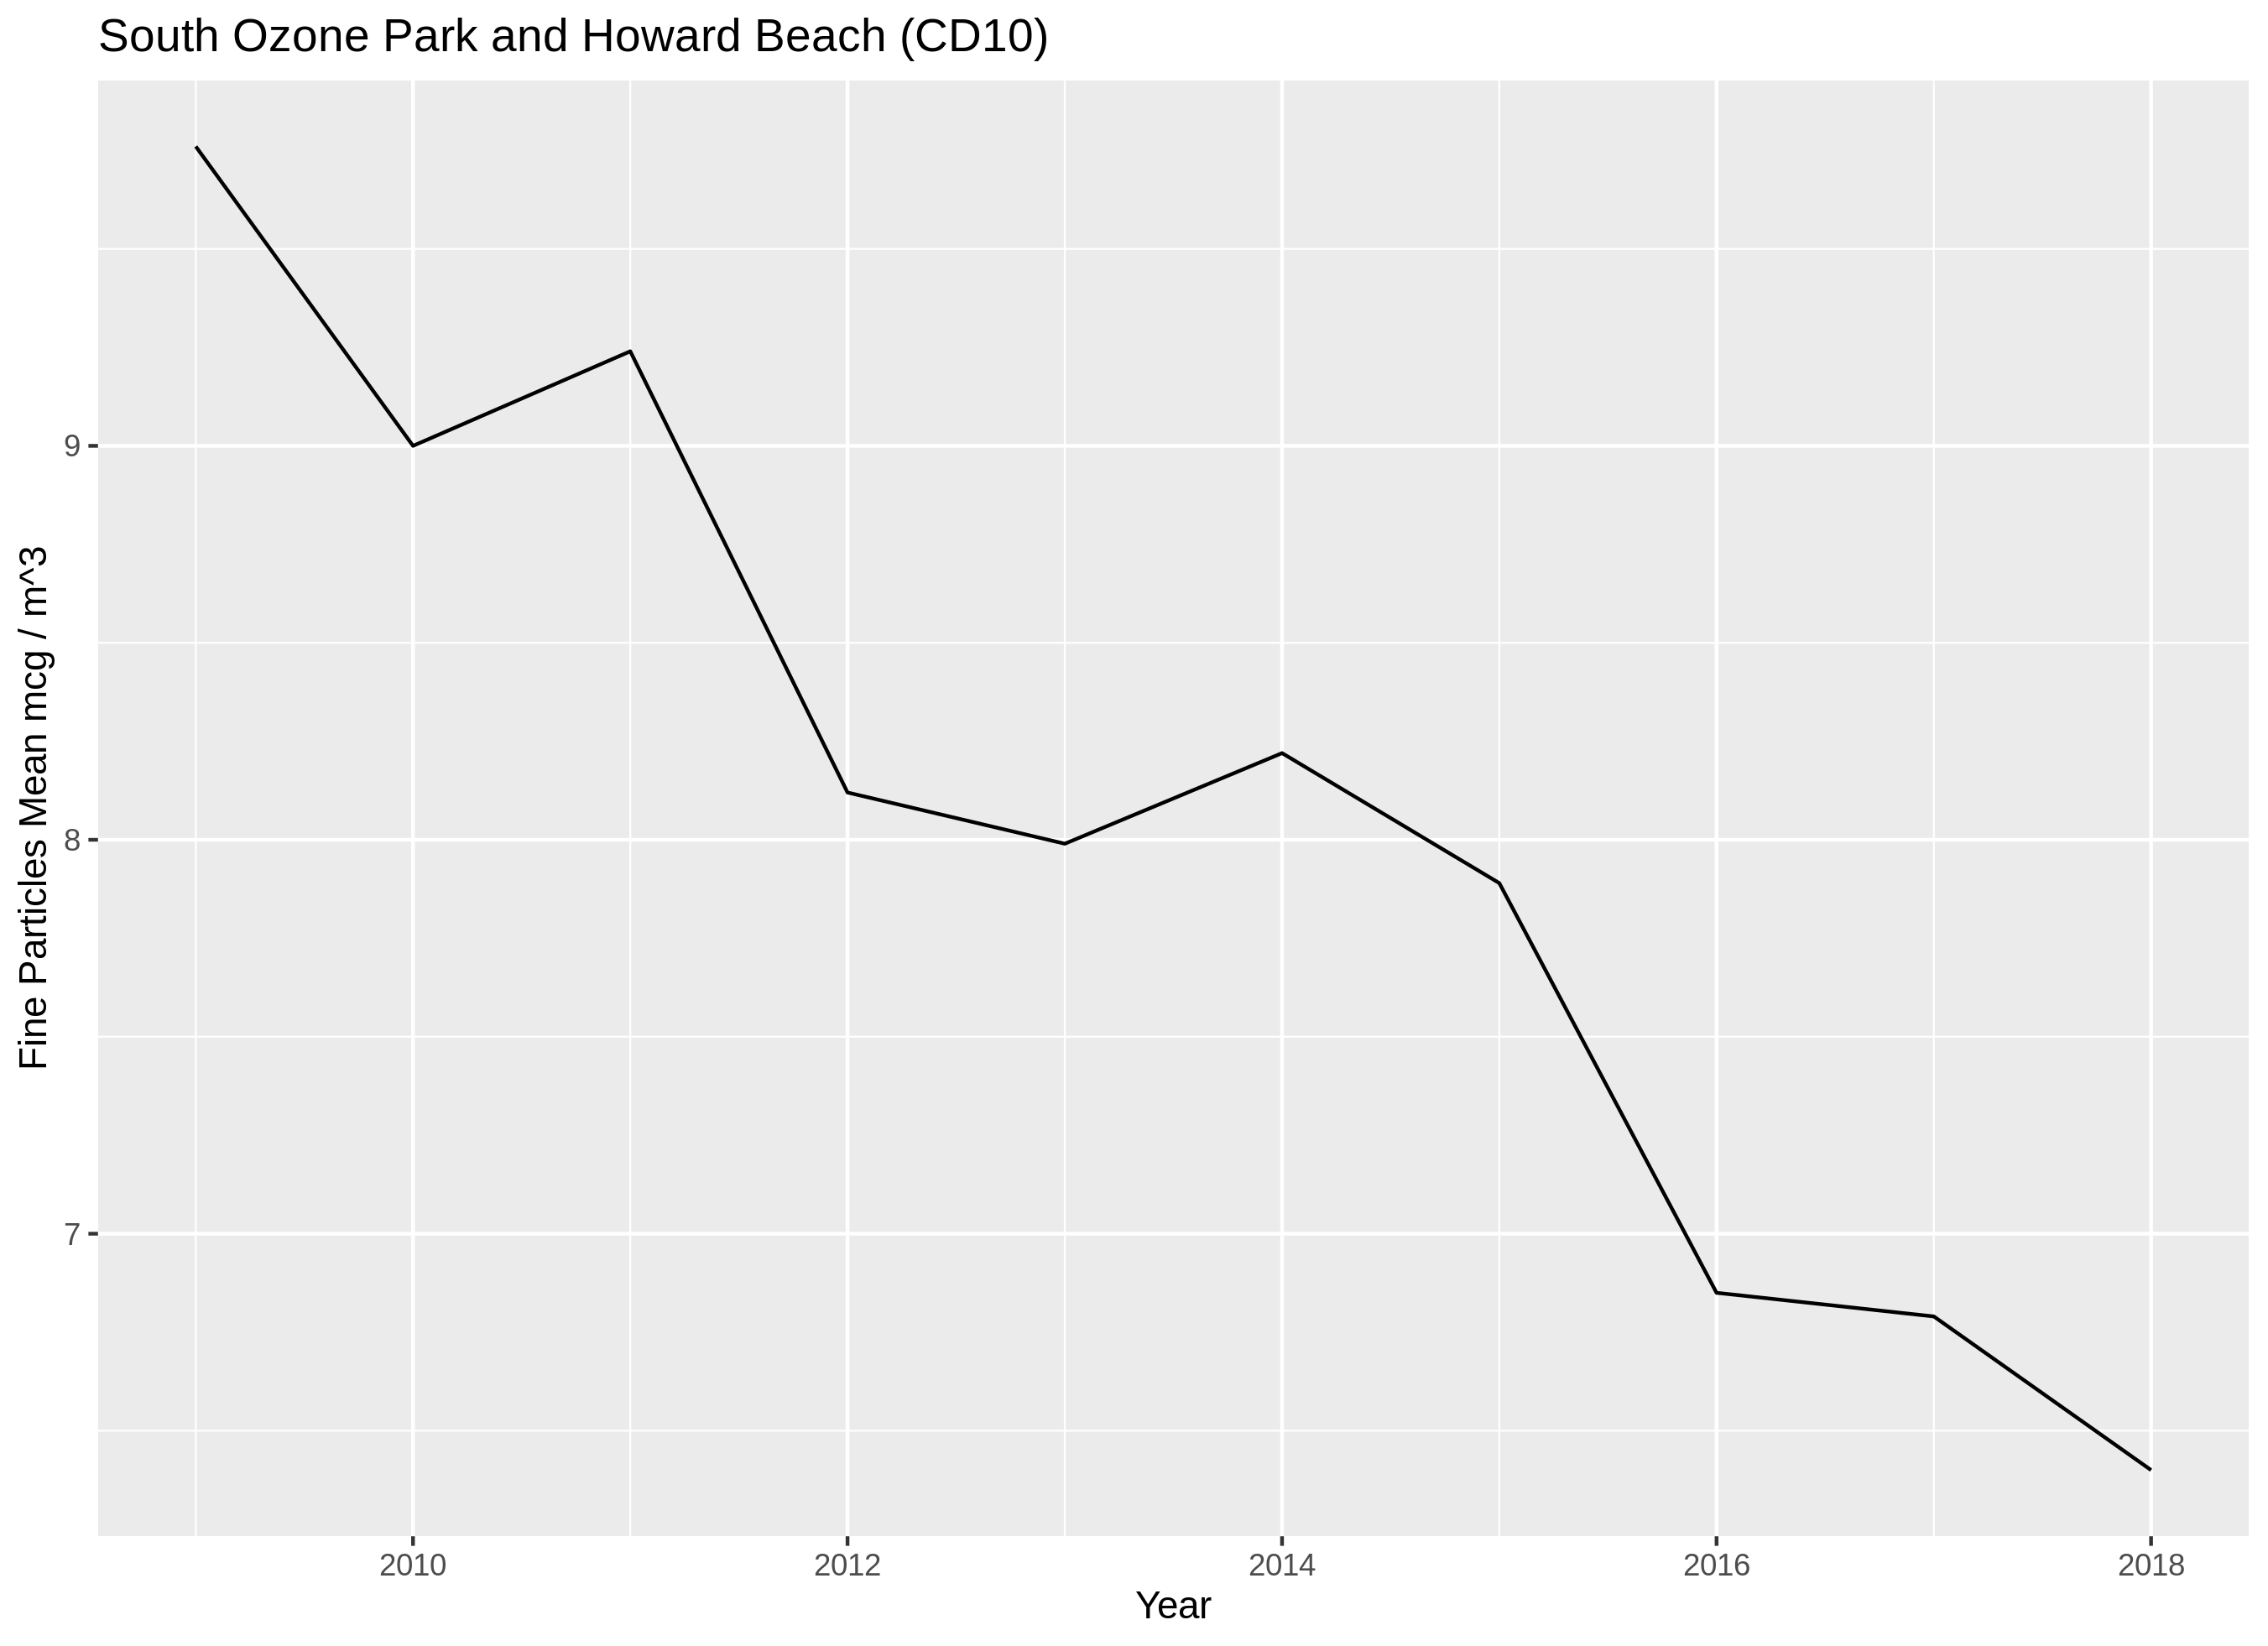 South Ozone Park and Howard Beach (CD10)
Fine Particles Mean mcg / m^3
9
8
7
2010 2012 2014 2016 2018
Year